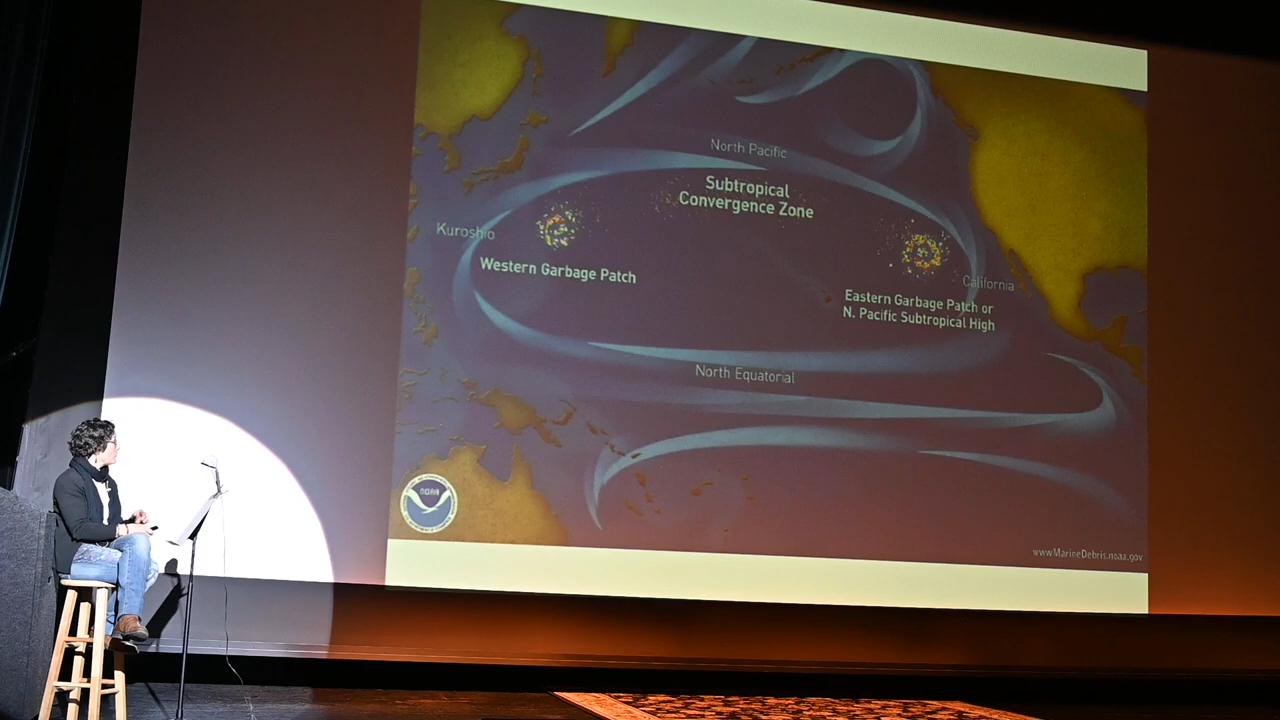 North Pacific
Subtropical
Convergence Zone
Kuroshio
Western Garbage Patch
California
Eastern Garbage Patch or
N. Pacific Subtropical High
North Equatorial
NOAA
www.MarineDebris.noaa.gov